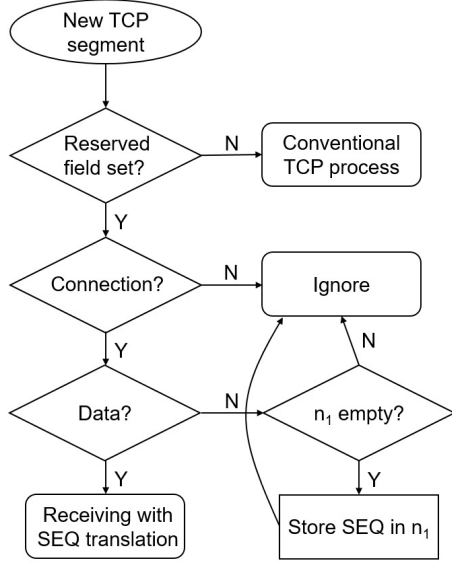 New TCP
segment
Reserved
field set?
N
Conventional
TCP process
Y
Connection?
N
Ignore
Y
N
Data?
N
n₁ empty?
Y
Y
Receiving with
SEQ translation
Store SEQ in n₁